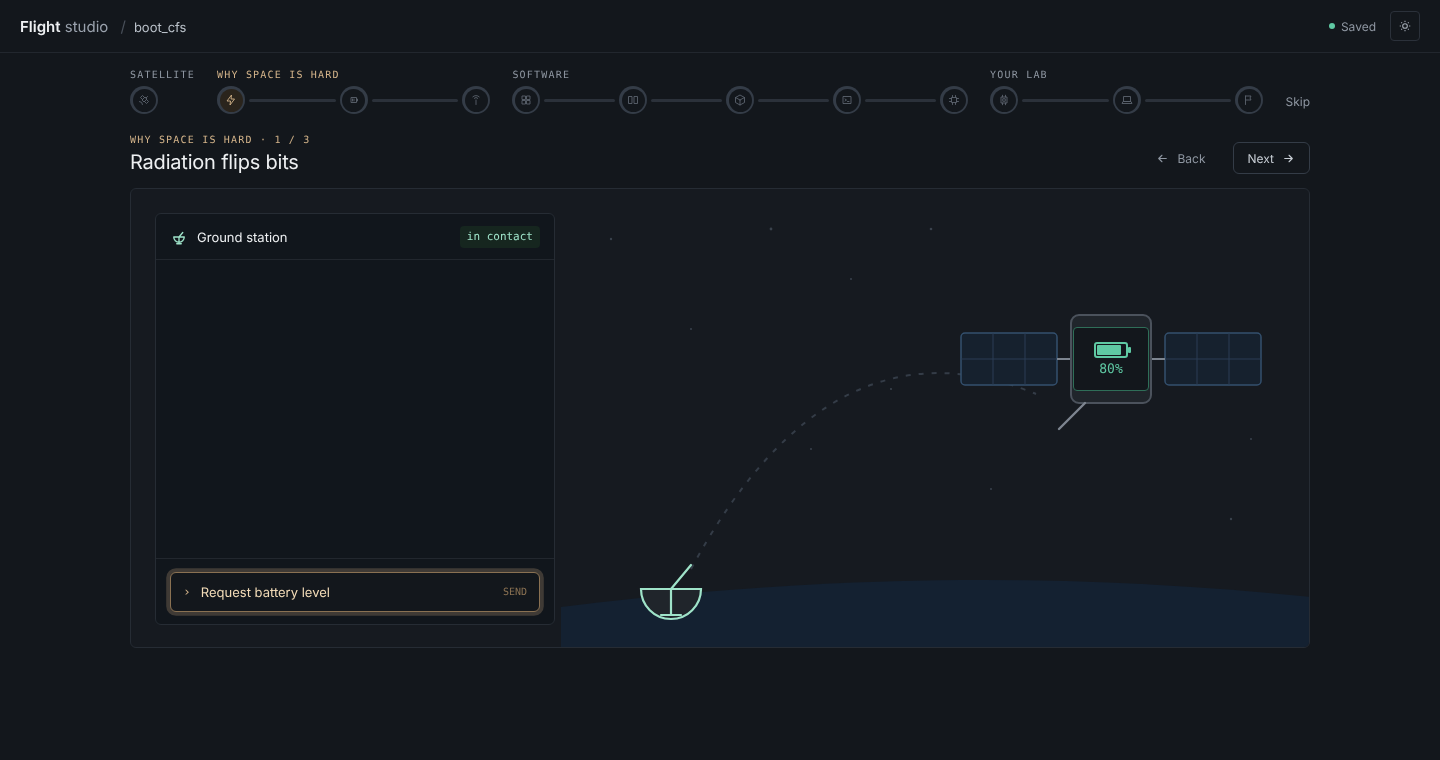 Flight studio / boot_cfs
Saved
SATELLITE
WHY SPACE IS HARD
SOFTWARE
YOUR LAB
Skip
WHY SPACE IS HARD · 1 / 3
Radiation flips bits
← Back
Next →
Ground station
in contact
80%
› Request battery level
SEND